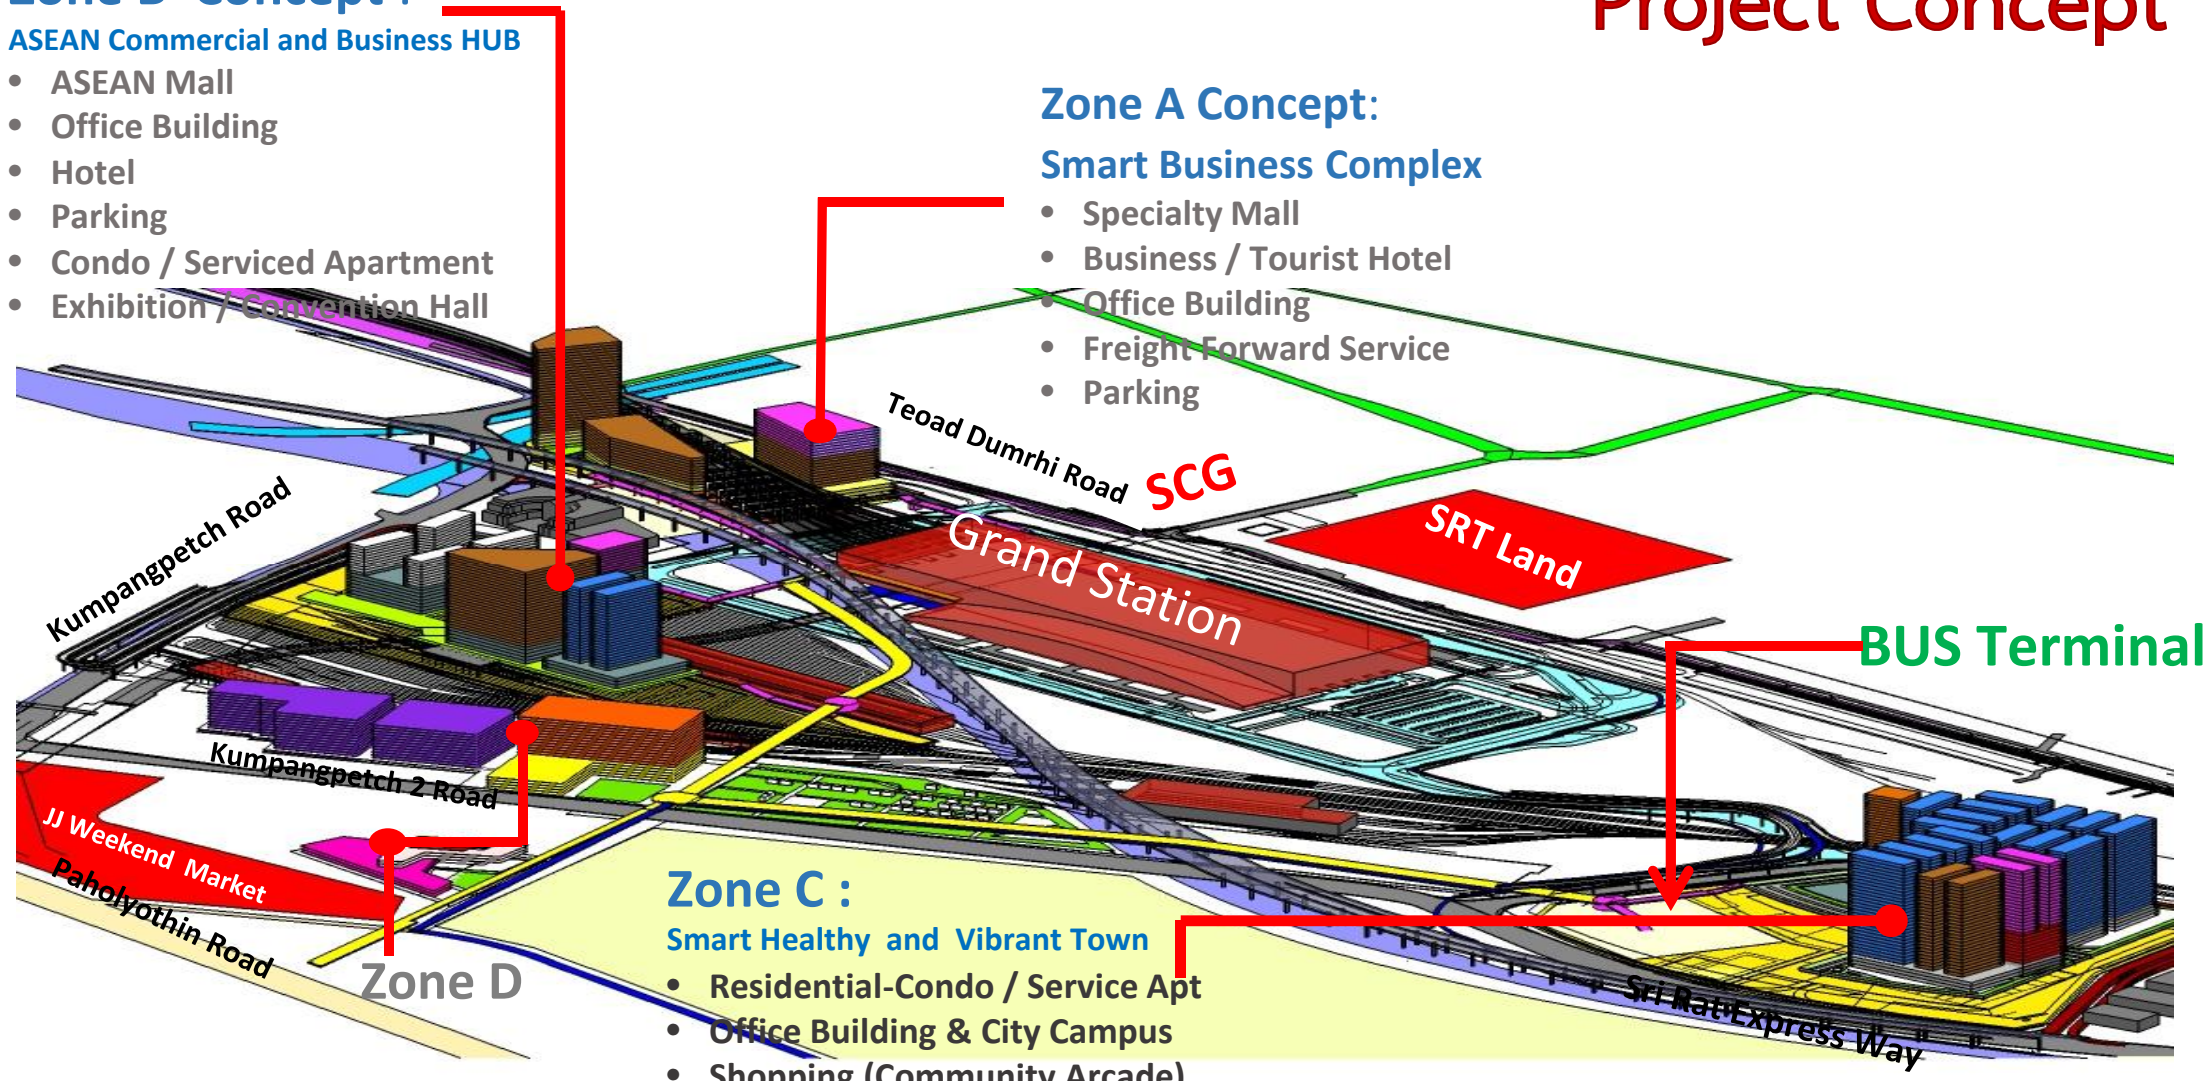 Zone B Concept :
Project Concept
ASEAN Commercial and Business HUB
• ASEAN Mall
• Office Building
• Hotel
• Parking
• Condo / Serviced Apartment
• Exhibition / Convention Hall
Zone A Concept:
Smart Business Complex
• Specialty Mall
• Business / Tourist Hotel
• Office Building
• Freight Forward Service
• Parking
Teoad Dumrhi Road
SCG
SRT Land
Grand Station
Kumpangpetch Road
BUS Terminal
Kumpangpetch 2 Road
JJ Weekend Market
Paholyothin Road
Zone D
Zone C :
Smart Healthy and Vibrant Town
• Residential-Condo / Service Apt
• Office Building & City Campus
• Shopping (Community Arcade)
Sri Rat Express Way